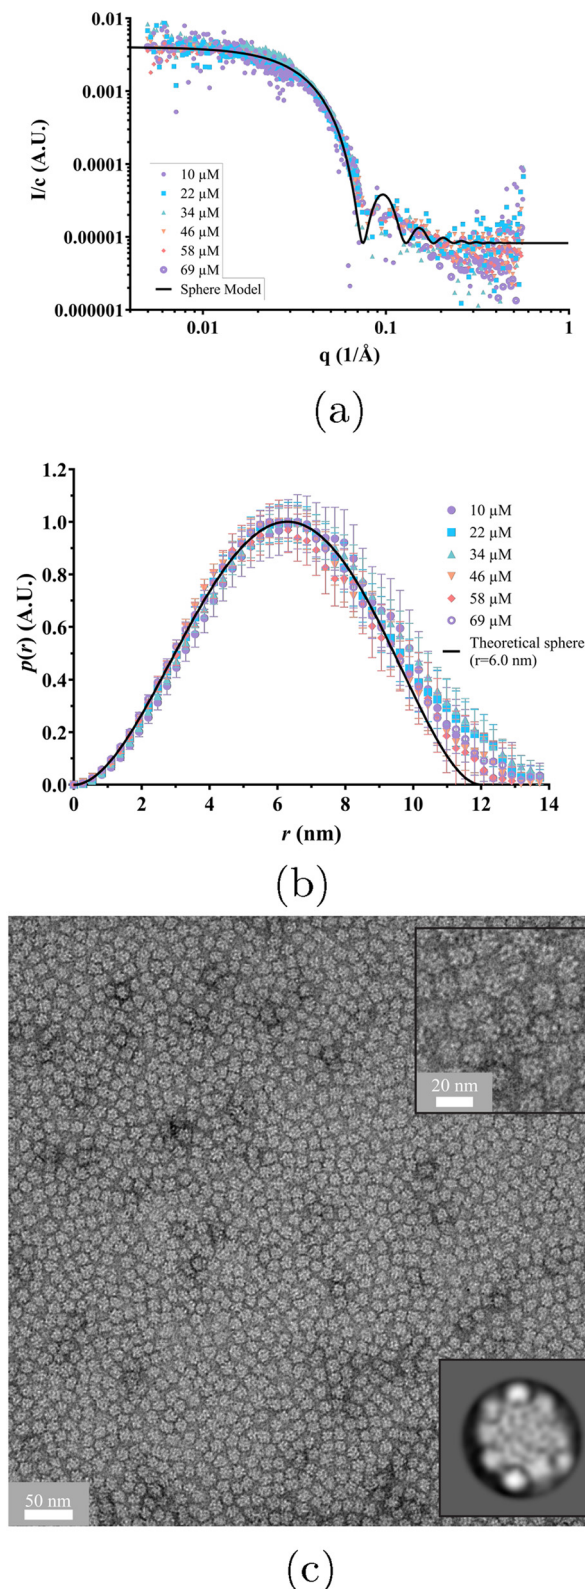 0.01
0.001
0.0001
0.00001
0.000001
I/c (A.U.)
10 µM
22 µM
34 µM
46 µM
58 µM
69 µM
Sphere Model
0.01
0.1
1
q (1/Å)
(a)
1.2
1.0
0.8
0.6
0.4
0.2
0.0
p(r) (A.U.)
10 µM
22 µM
34 µM
46 µM
58 µM
69 µM
Theoretical sphere
(r=6.0 nm)
0 2 4 6 8 10 12 14
r (nm)
(b)
20 nm
50 nm
(c)